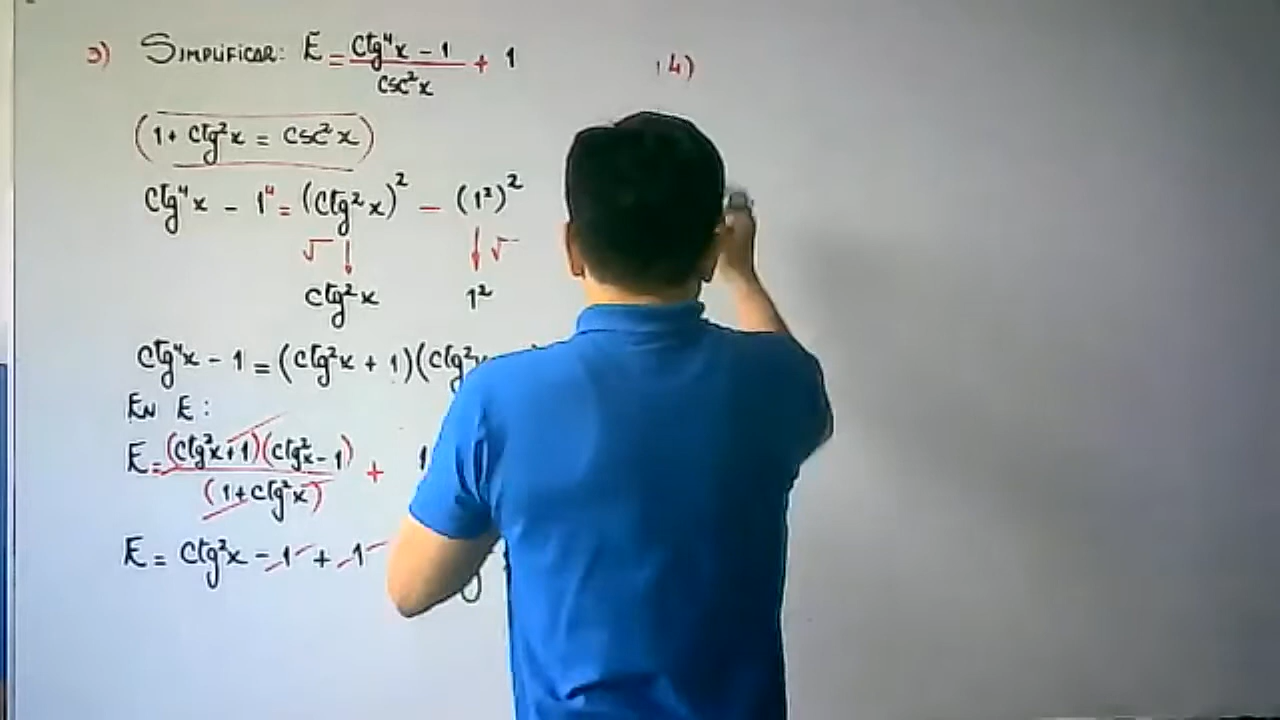 3) SIMPLIFICAR: E = Ctg⁴x - 1 / Csc²x + 1
(1 + Ctg²x = Csc²x)
Ctg⁴x - 1⁴ = (Ctg²x)² - (1²)²
√ ↓ ↓ √
Ctg²x 1²
Ctg⁴x - 1 = (Ctg²x + 1)(Ctg²x
EN E:
E = (Ctg²x+1)(Ctg²x-1) / (1+Ctg²x) + 1
E = Ctg²x - 1 + 1
4)